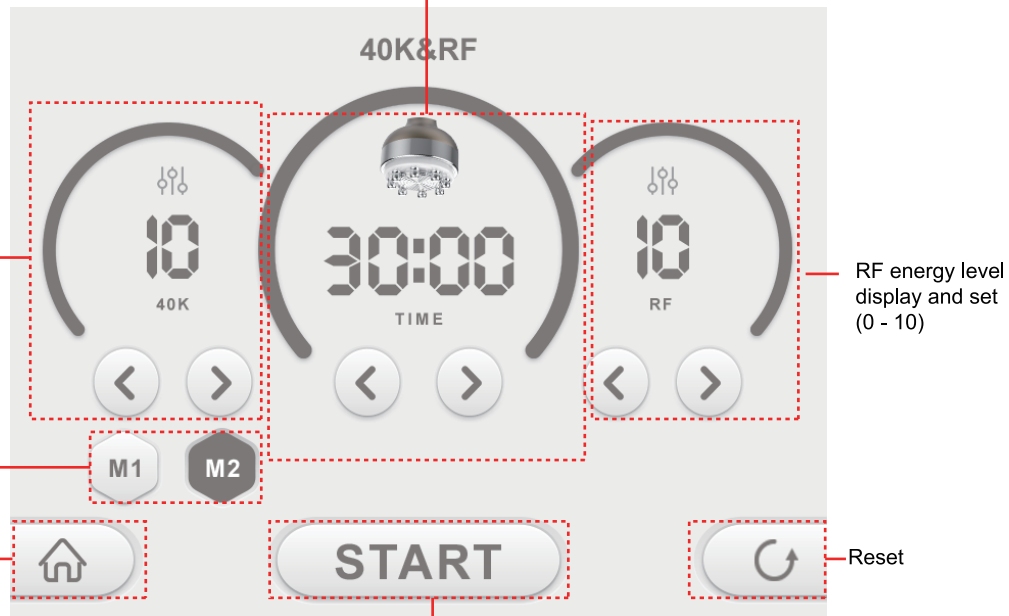 40K&RF
10
40K
30:00
TIME
10
RF
RF energy level
display and set
(0 - 10)
M1
M2
START
Reset